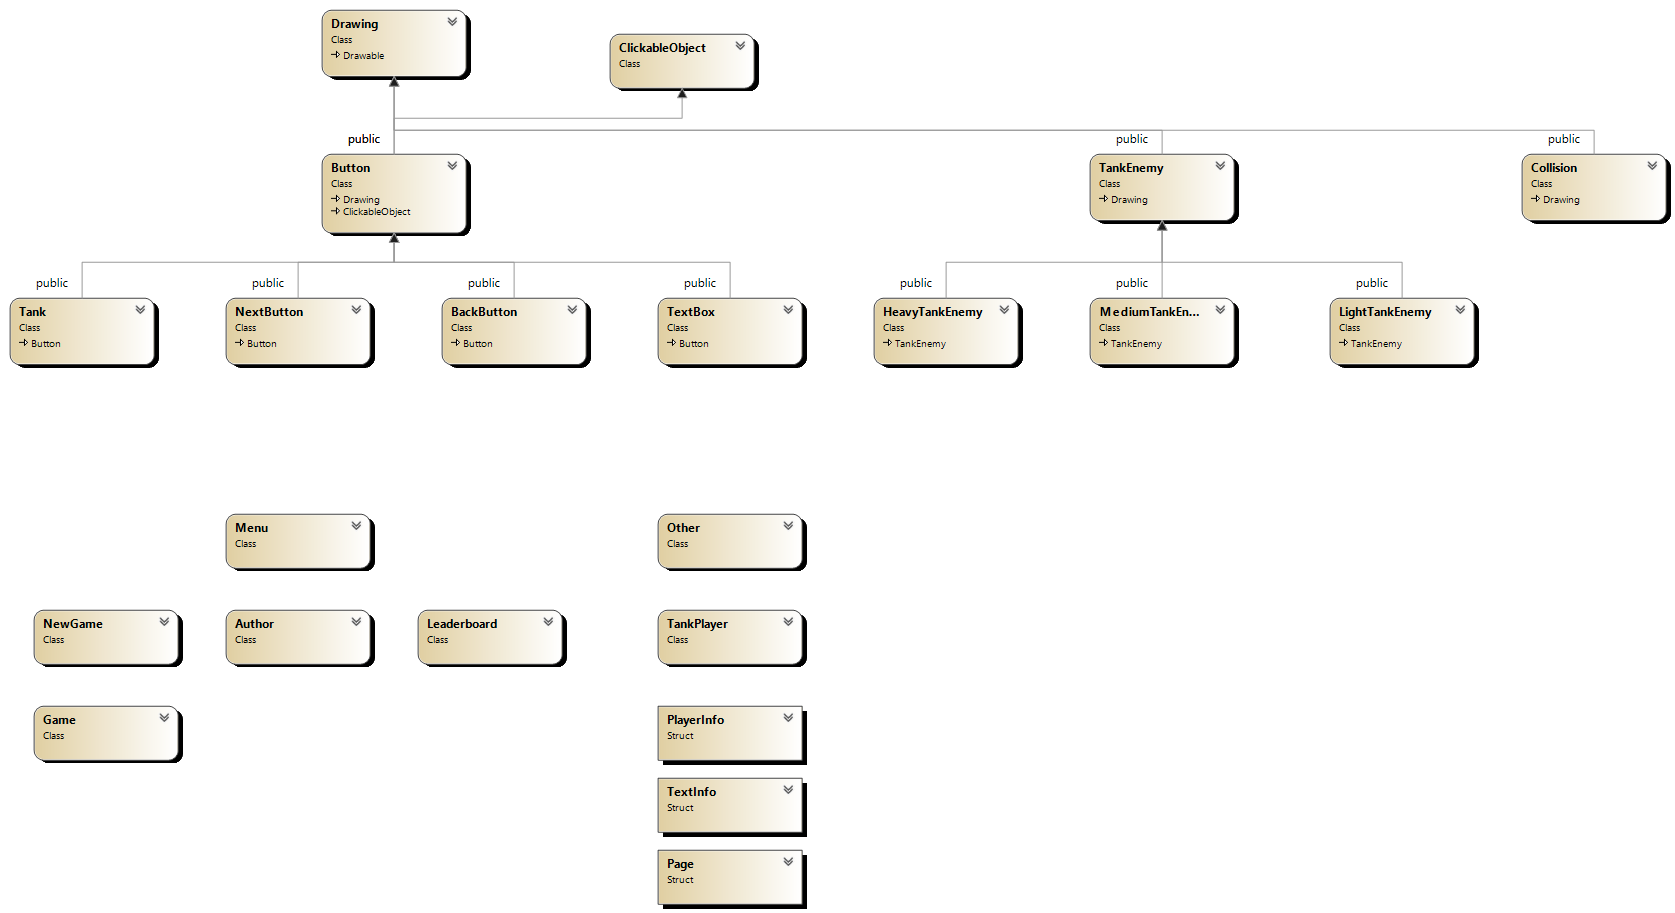 Drawing
Class
Drawable
ClickableObject
Class
public
public
public
Button
Class
Drawing
ClickableObject
TankEnemy
Class
Drawing
Collision
Class
Drawing
public
public
public
public
public
public
public
Tank
Class
Button
NextButton
Class
Button
BackButton
Class
Button
TextBox
Class
Button
HeavyTankEnemy
Class
TankEnemy
MediumTankEn...
Class
TankEnemy
LightTankEnemy
Class
TankEnemy
Menu
Class
Other
Class
NewGame
Class
Author
Class
Leaderboard
Class
TankPlayer
Class
Game
Class
PlayerInfo
Struct
TextInfo
Struct
Page
Struct